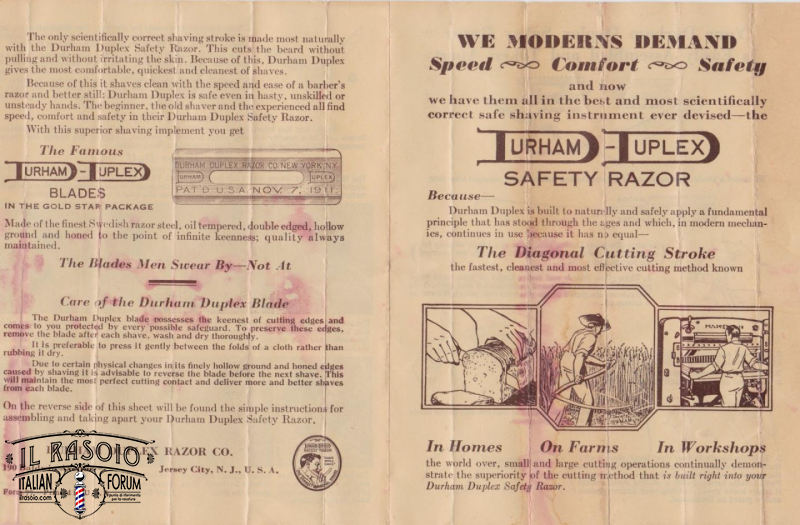 The only scientifically correct shaving stroke is made most naturally
with the Durham Duplex Safety Razor. This cuts the beard without
pulling and without irritating the skin. Because of this, Durham Duplex
gives the most comfortable, quickest and cleanest of shaves.
Because of this it shaves clean with the speed and ease of a barber's
razor and better still: Durham Duplex is safe even in hasty, unskilled or
unsteady hands. The beginner, the old shaver and the experienced all find
speed, comfort and safety in their Durham Duplex Safety Razor.
With this superior shaving implement you get
The Famous
DURHAM-DUPLEX
BLADES
IN THE GOLD STAR PACKAGE
DURHAM DUPLEX RAZOR CO. NEW YORK, N.Y.
DURHAM DUPLEX
PAT'D U.S.A. NOV. 7, 1911.
Made of the finest Swedish razor steel, oil tempered, double edged, hollow
ground and honed to the point of infinite keenness; quality always
maintained.
The Blades Men Swear By—Not At
Care of the Durham Duplex Blade
The Durham Duplex blade possesses the keenest of cutting edges and
comes to you protected by every possible safeguard. To preserve these edges,
remove the blade after each shave, wash and dry thoroughly.
It is preferable to press it gently between the folds of a cloth rather than
rubbing it dry.
Due to certain physical changes in its finely hollow ground and honed edges
caused by shaving it is advisable to reverse the blade before the next shave. This
will maintain the most perfect cutting contact and deliver more and better shaves
from each blade.
On the reverse side of this sheet will be found the simple instructions for
assembling and taking apart your Durham Duplex Safety Razor.
EX RAZOR CO.
190
Jersey City, N. J., U. S. A.
IL RASOIO
ITALIAN FORUM
ilrasoio.com
WE MODERNS DEMAND
Speed Comfort Safety
and now
we have them all in the best and most scientifically
correct safe shaving instrument ever devised—the
DURHAM-DUPLEX
SAFETY RAZOR
Because—
Durham Duplex is built to naturally and safely apply a fundamental
principle that has stood through the ages and which, in modern mechan-
ics, continues in use because it has no equal—
The Diagonal Cutting Stroke
the fastest, cleanest and most effective cutting method known
In Homes On Farms In Workshops
the world over, small and large cutting operations continually demon-
strate the superiority of the cutting method that is built right into your
Durham Duplex Safety Razor.